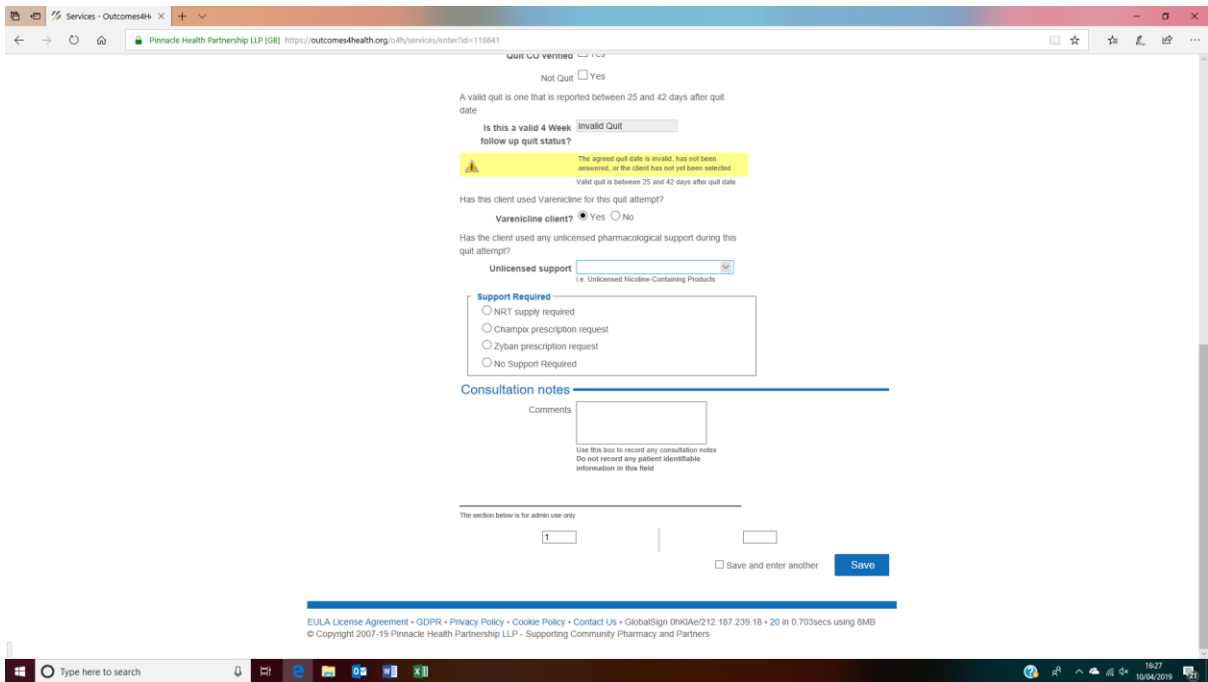 Services - Outcomes4H
Pinnacle Health Partnership LLP [GB] https://outcomes4health.org/o4h/services/enter?id=116641
Quit CO Verified Yes
Not Quit Yes
A valid quit is one that is reported between 25 and 42 days after quit
date
Is this a valid 4 Week Invalid Quit
follow up quit status?
The agreed quit date is invalid, has not been
answered, or the client has not yet been selected
Valid quit is between 25 and 42 days after quit date
Has this client used Varenicline for this quit attempt?
Varenicline client? Yes No
Has the client used any unlicensed pharmacological support during this
quit attempt?
Unlicensed support
i.e. Unlicensed Nicotine-Containing Products
Support Required
NRT supply required
Champix prescription request
Zyban prescription request
No Support Required
Consultation notes
Comments
Use this box to record any consultation notes
Do not record any patient identifiable
information in this field
The section below is for admin use only
1
Save and enter another Save
EULA License Agreement • GDPR • Privacy Policy • Cookie Policy • Contact Us • GlobalSign 0hKIAe/212.187.239.18 • 20 in 0.703secs using 8MB
© Copyright 2007-19 Pinnacle Health Partnership LLP - Supporting Community Pharmacy and Partners
Type here to search
16:27
10/04/2019
21